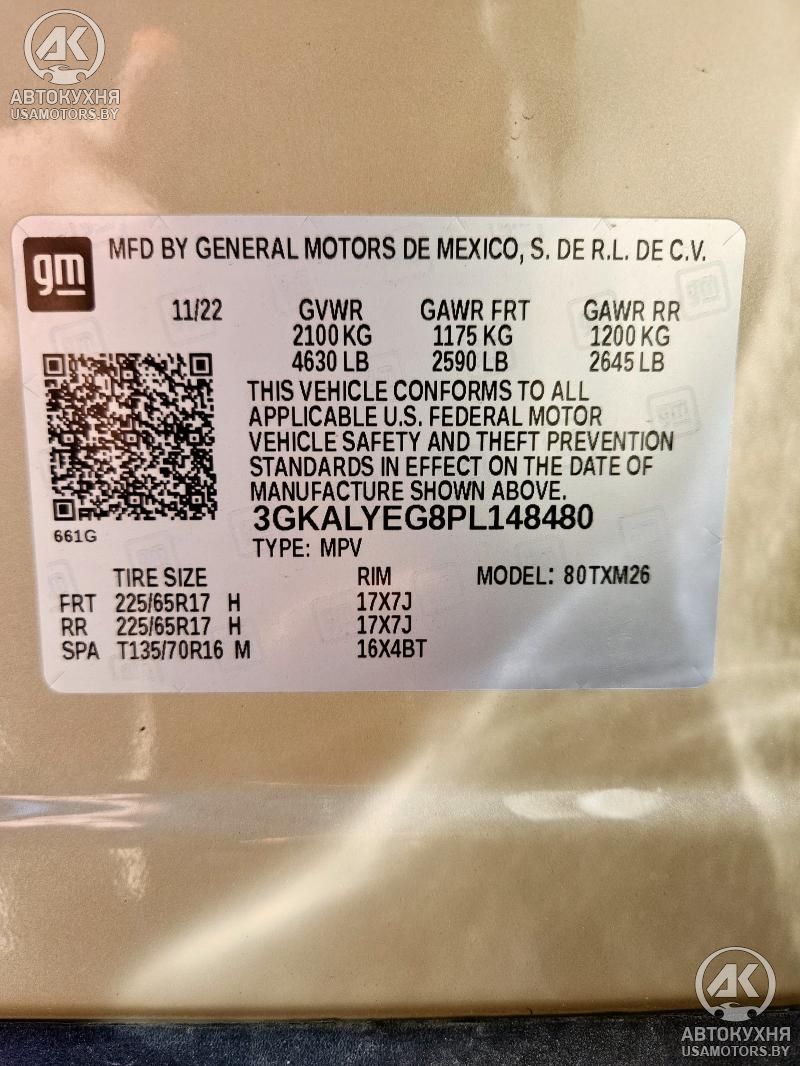 AK
АВТОКУХНЯ
USAMOTORS.BY
gm
MFD BY GENERAL MOTORS DE MEXICO, S. DE R.L. DE C.V.
11/22 GVWR GAWR FRT GAWR RR
2100 KG 1175 KG 1200 KG
4630 LB 2590 LB 2645 LB
THIS VEHICLE CONFORMS TO ALL
APPLICABLE U.S. FEDERAL MOTOR
VEHICLE SAFETY AND THEFT PREVENTION
STANDARDS IN EFFECT ON THE DATE OF
MANUFACTURE SHOWN ABOVE.
3GKALYEG8PL148480
661G
TYPE: MPV
TIRE SIZE RIM MODEL: 80TXM26
FRT 225/65R17 H 17X7J
RR 225/65R17 H 17X7J
SPA T135/70R16 M 16X4BT
AK
АВТОКУХНЯ
USAMOTORS.BY